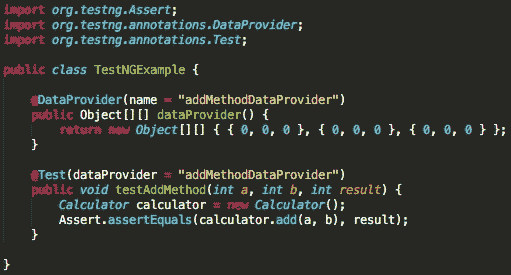 import org.testng.Assert;
import org.testng.annotations.DataProvider;
import org.testng.annotations.Test;
public class TestNGExample {
@DataProvider(name = "addMethodDataProvider")
public Object[][] dataProvider() {
return new Object[][] { { 0, 0, 0 }, { 0, 0, 0 }, { 0, 0, 0 } };
}
@Test(dataProvider = "addMethodDataProvider")
public void testAddMethod(int a, int b, int result) {
Calculator calculator = new Calculator();
Assert.assertEquals(calculator.add(a, b), result);
}
}